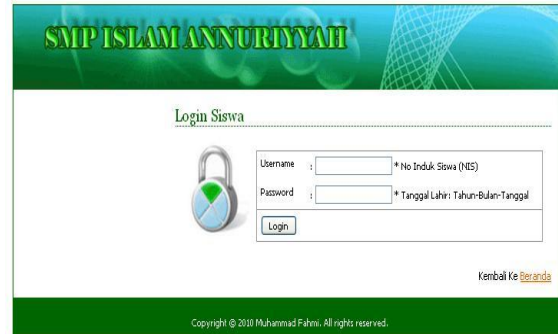 SMP ISLAM ANNURIYYAH
Login Siswa
Username : * No Induk Siswa (NIS)
Password : * Tanggal Lahir: Tahun-Bulan-Tanggal
Login
Kembali Ke Beranda
Copyright @ 2010 Muhammad Fahmi. All rights reserved.